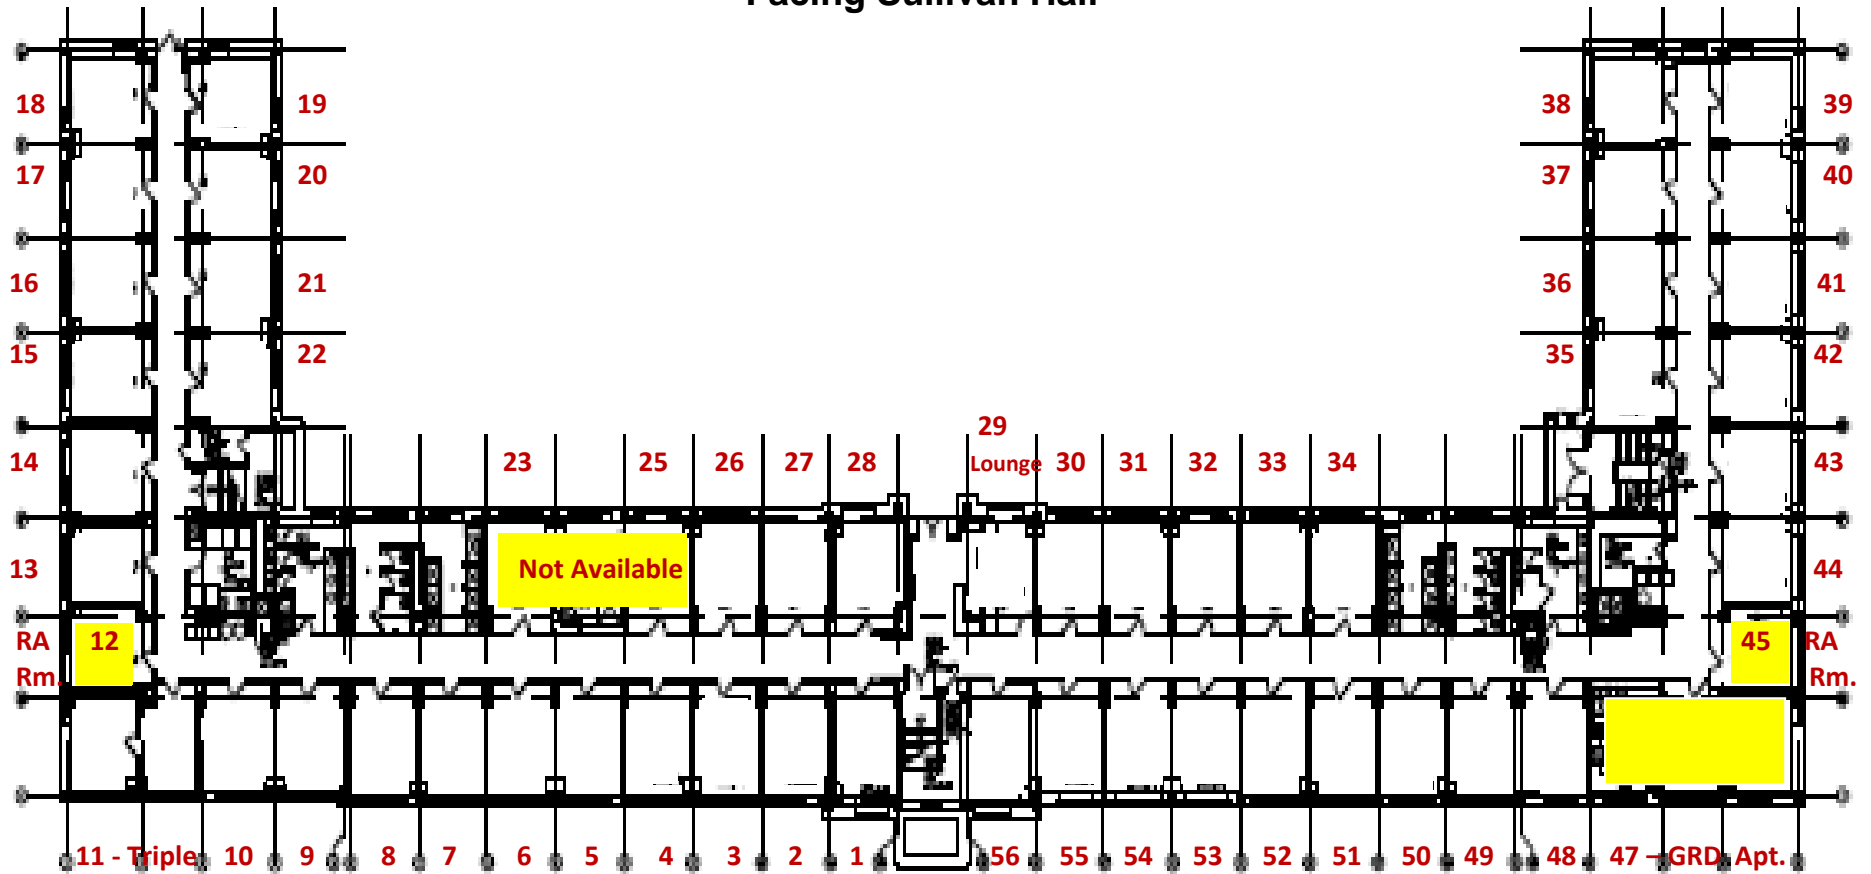 Facing Sullivan Hall
18 19 38 39
17 20 37 40
16 21 36 41
15 22 35 42
29
14 23 25 26 27 28 Lounge 30 31 32 33 34 43
13 Not Available 44
RA 12 45 RA
Rm. Rm.
11 - Triple 10 9 8 7 6 5 4 3 2 1 56 55 54 53 52 51 50 49 48 47 – GRD Apt.